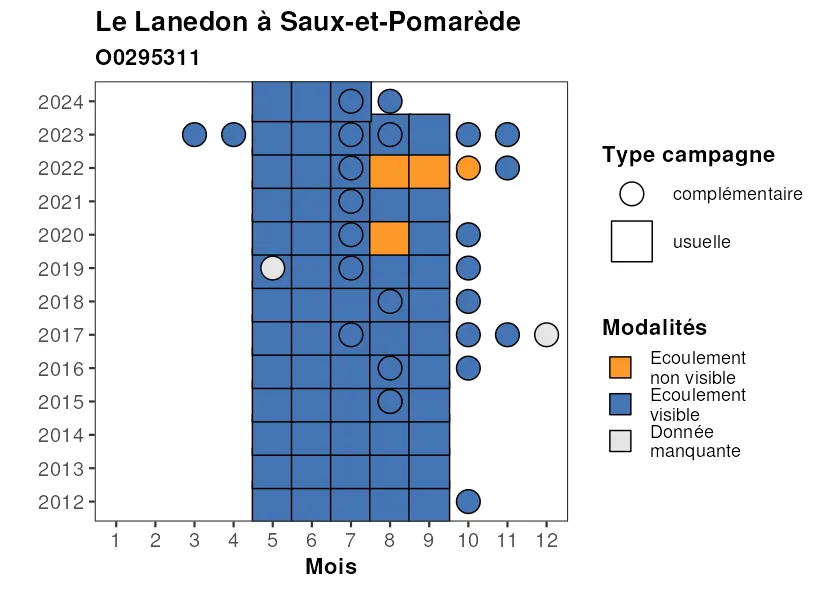 Le Lanedon à Saux-et-Pomarède
O0295311
2024
2023
2022
2021
2020
2019
2018
2017
2016
2015
2014
2013
2012
1 2 3 4 5 6 7 8 9 10 11 12
Mois
Type campagne
complémentaire
usuelle
Modalités
Ecoulement
non visible
Ecoulement
visible
Donnée
manquante